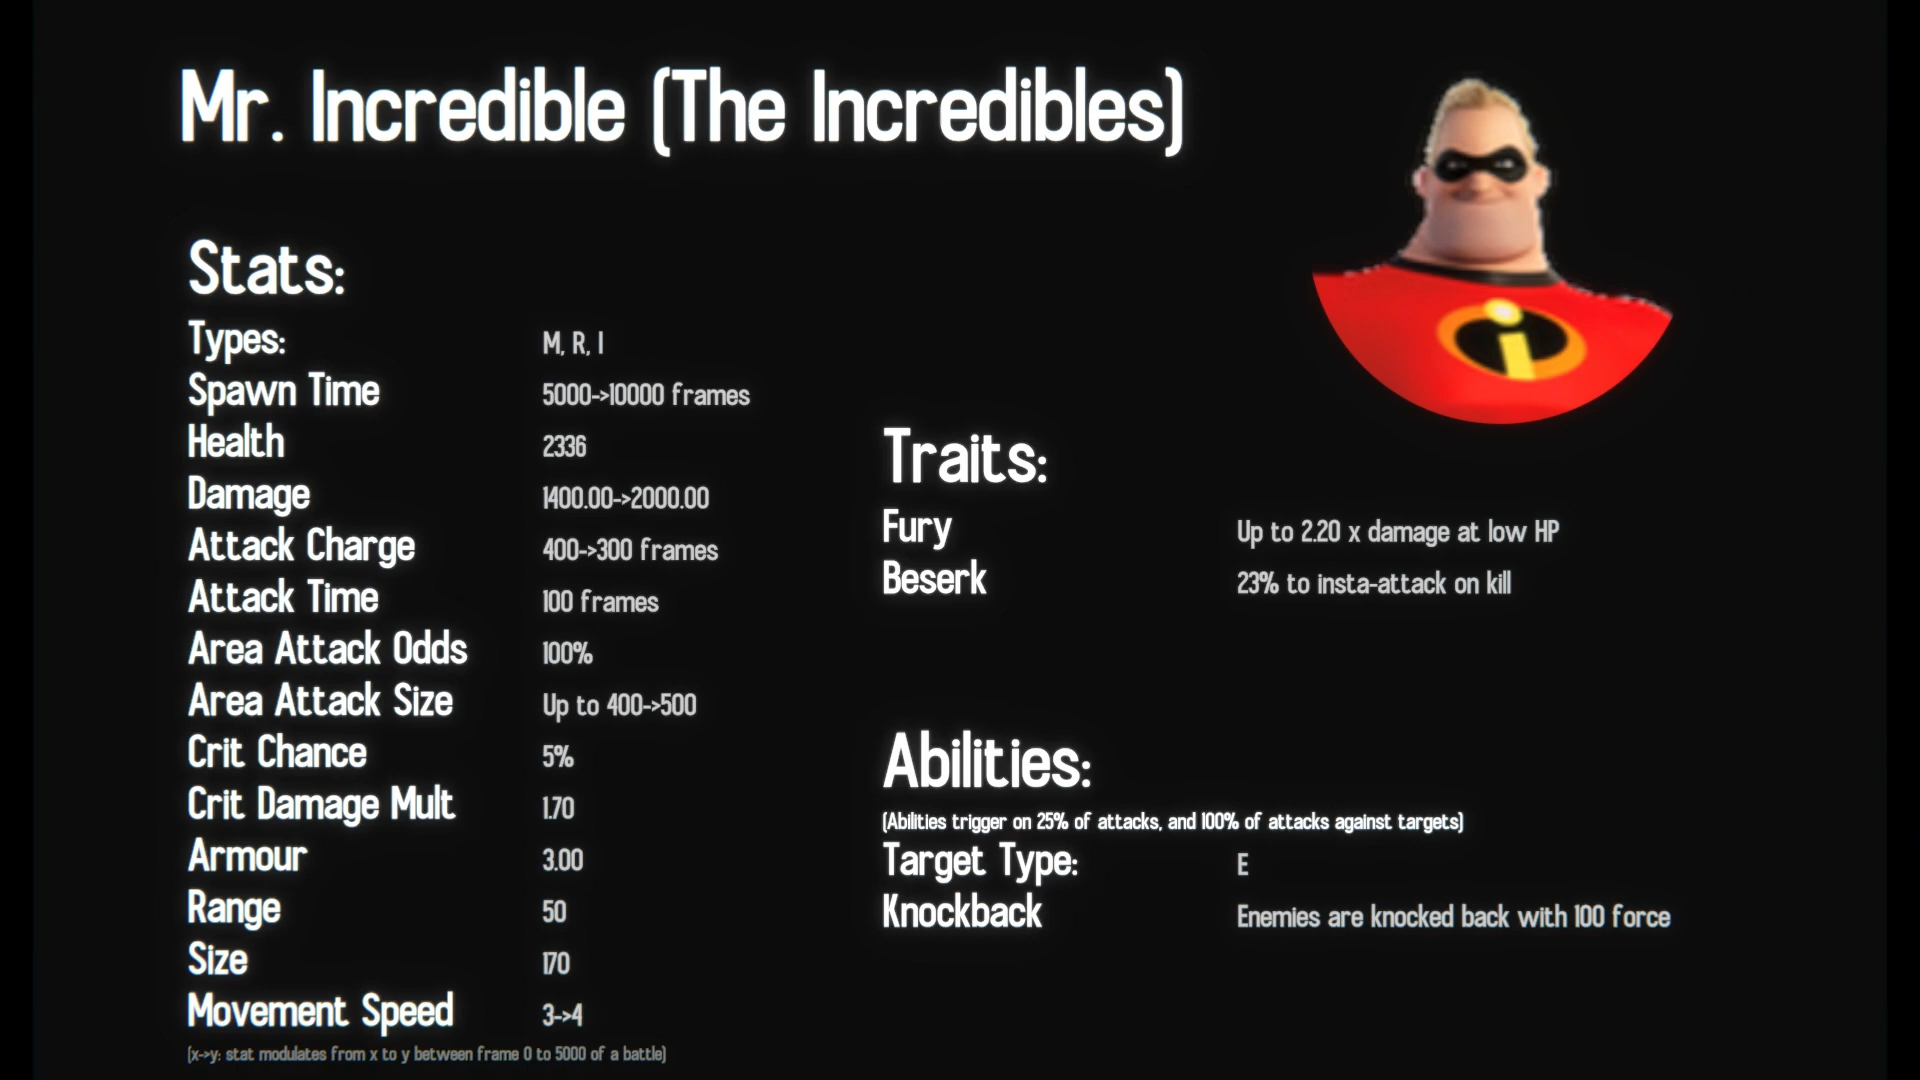 Mr. Incredible (The Incredibles)
Stats:
Types: M, R, I
Spawn Time 5000->10000 frames
Health 2336
Damage 1400.00->2000.00
Attack Charge 400->300 frames
Attack Time 100 frames
Area Attack Odds 100%
Area Attack Size Up to 400->500
Crit Chance 5%
Crit Damage Mult 1.70
Armour 3.00
Range 50
Size 170
Movement Speed 3->4
(x->y: stat modulates from x to y between frame 0 to 5000 of a battle)
Traits:
Fury Up to 2.20 x damage at low HP
Beserk 23% to insta-attack on kill
Abilities:
(Abilities trigger on 25% of attacks, and 100% of attacks against targets)
Target Type: E
Knockback Enemies are knocked back with 100 force